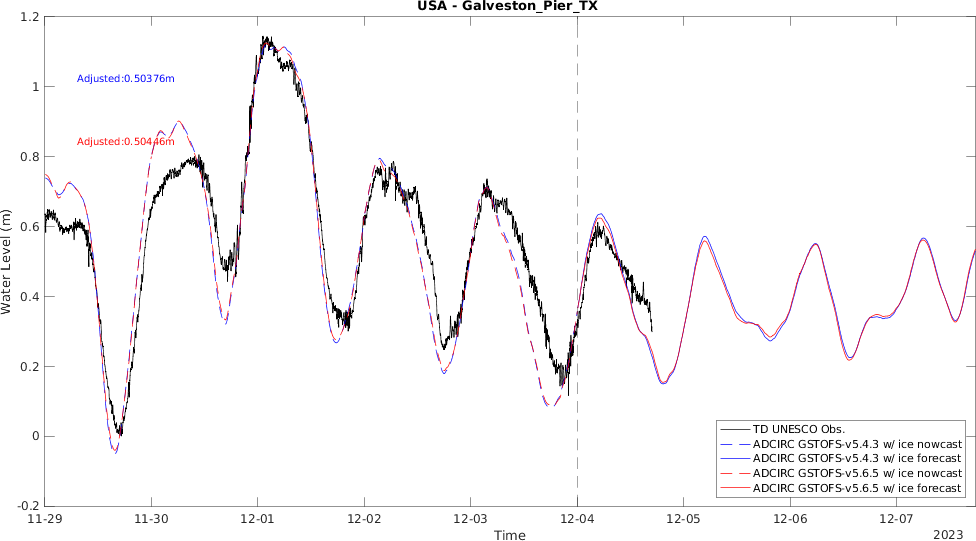 USA - Galveston_Pier_TX
1.2
1
0.8
0.6
0.4
0.2
0
-0.2
Water Level (m)
Adjusted:0.50376m
Adjusted:0.50446m
TD UNESCO Obs.
ADCIRC GSTOFS-v5.4.3 w/ ice nowcast
ADCIRC GSTOFS-v5.4.3 w/ ice forecast
ADCIRC GSTOFS-v5.6.5 w/ ice nowcast
ADCIRC GSTOFS-v5.6.5 w/ ice forecast
11-29 11-30 12-01 12-02 12-03 12-04 12-05 12-06 12-07
Time
2023